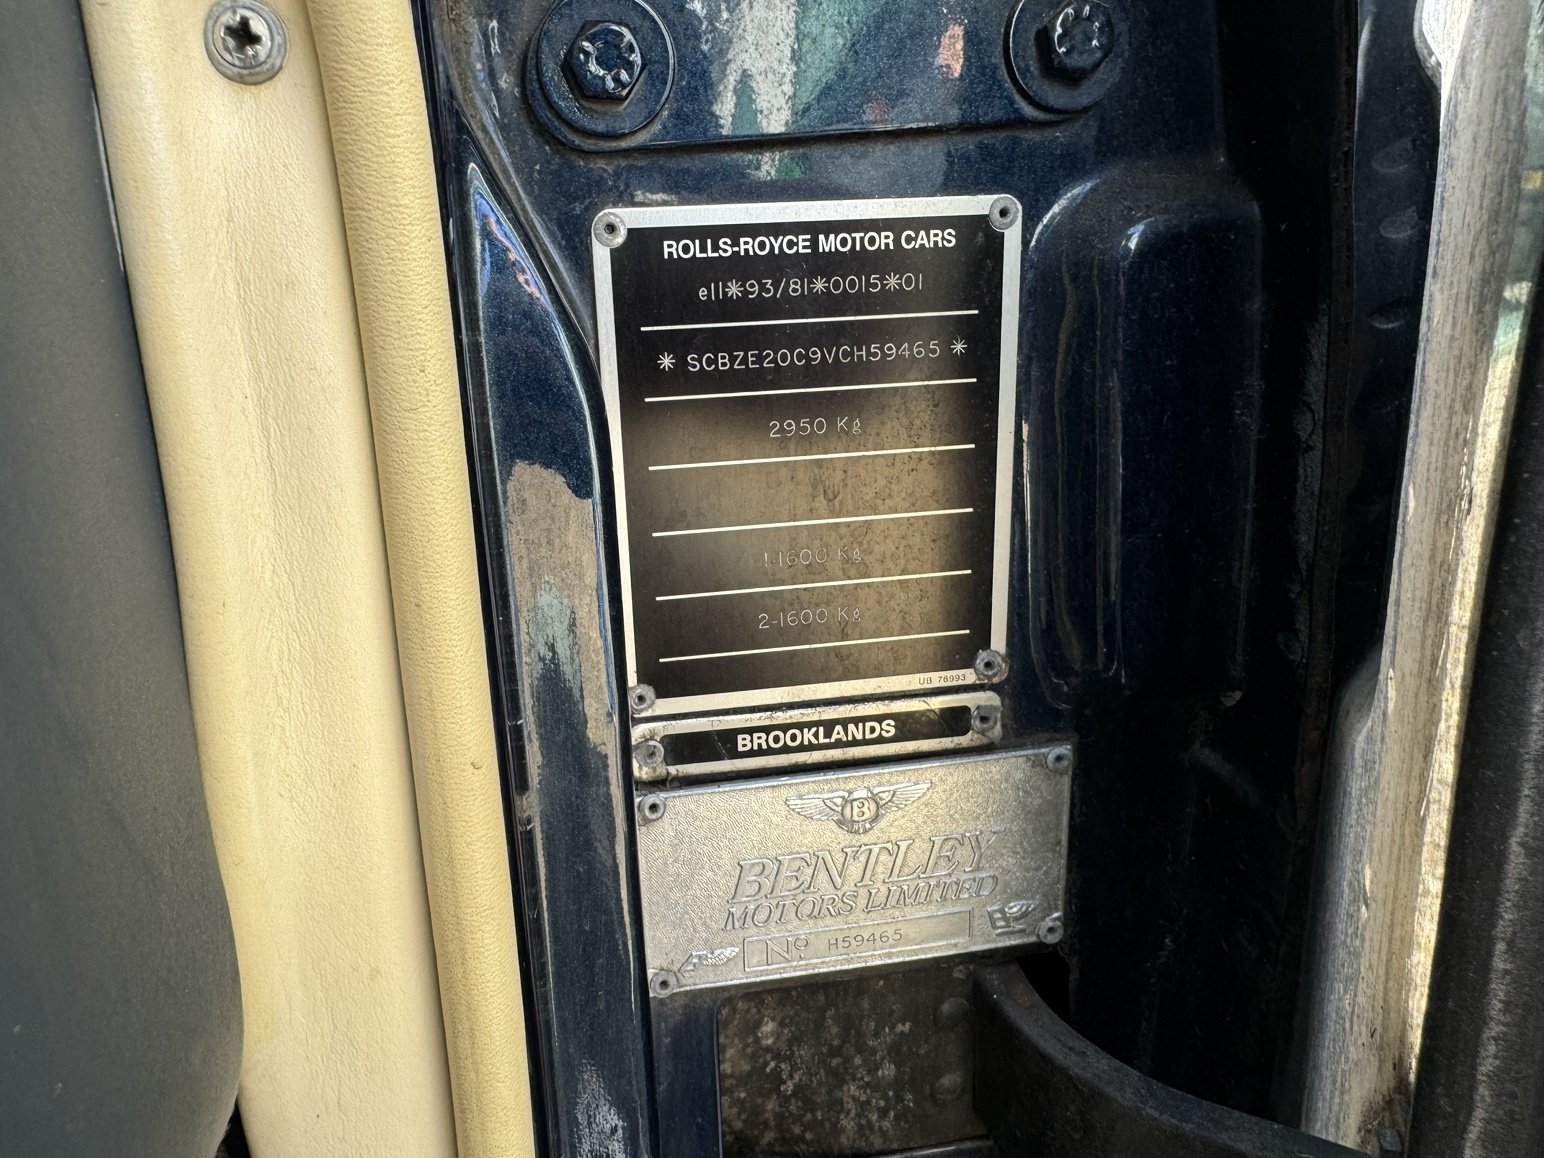 ROLLS-ROYCE MOTOR CARS
e11*93/81*0015*01
* SCBZE20C9VCH59465 *
2950 Kg
1-1600 Kg
2-1600 Kg
UB 76993
BROOKLANDS
B
BENTLEY
MOTORS LIMITED
Nº H59465